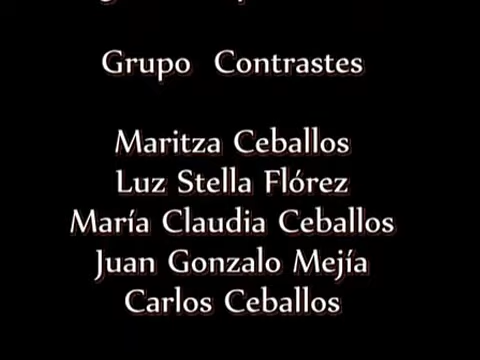 Grupo Contrastes
Maritza Ceballos
Luz Stella Flórez
María Claudia Ceballos
Juan Gonzalo Mejía
Carlos Ceballos